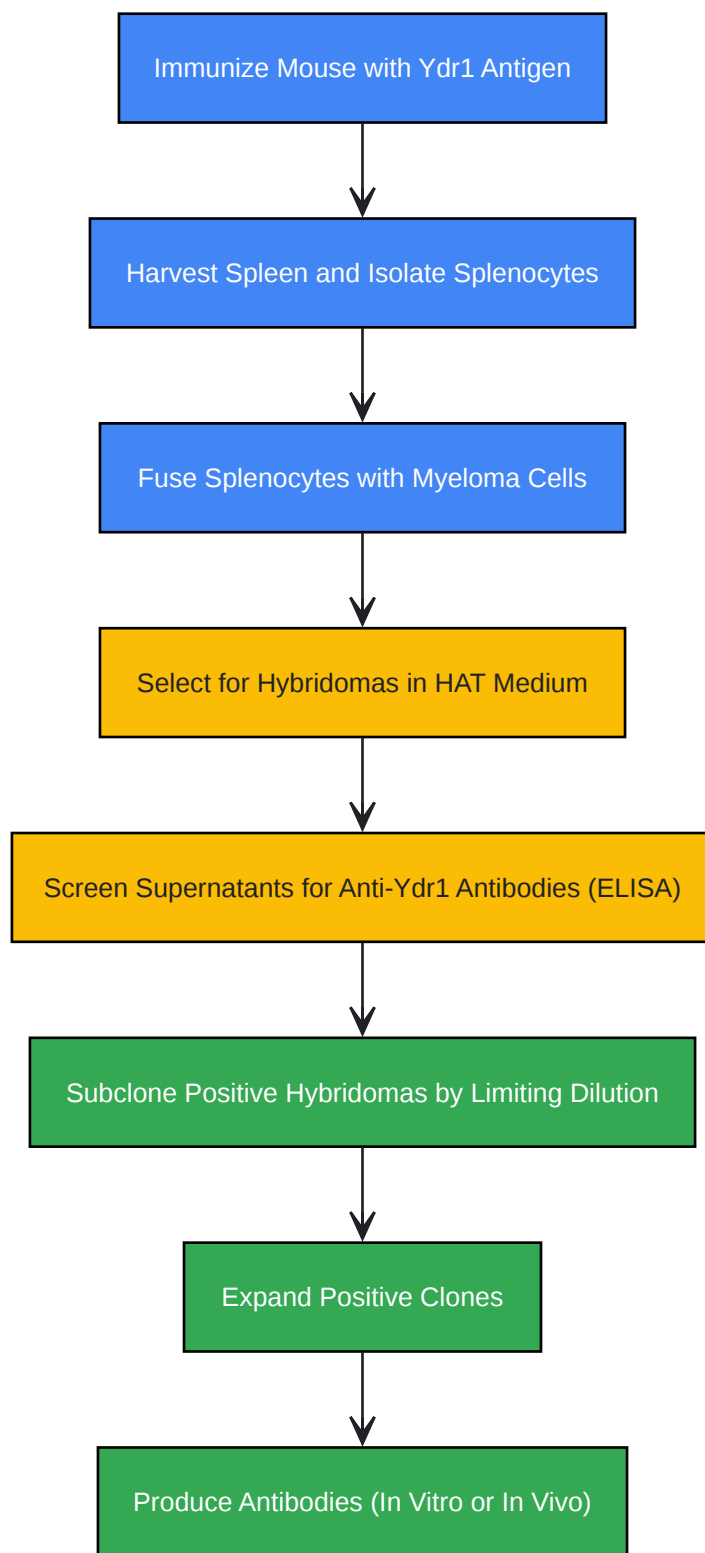 Immunize Mouse with Ydr1 Antigen
Harvest Spleen and Isolate Splenocytes
Fuse Splenocytes with Myeloma Cells
Select for Hybridomas in HAT Medium
Screen Supernatants for Anti-Ydr1 Antibodies (ELISA)
Subclone Positive Hybridomas by Limiting Dilution
Expand Positive Clones
Produce Antibodies (In Vitro or In Vivo)